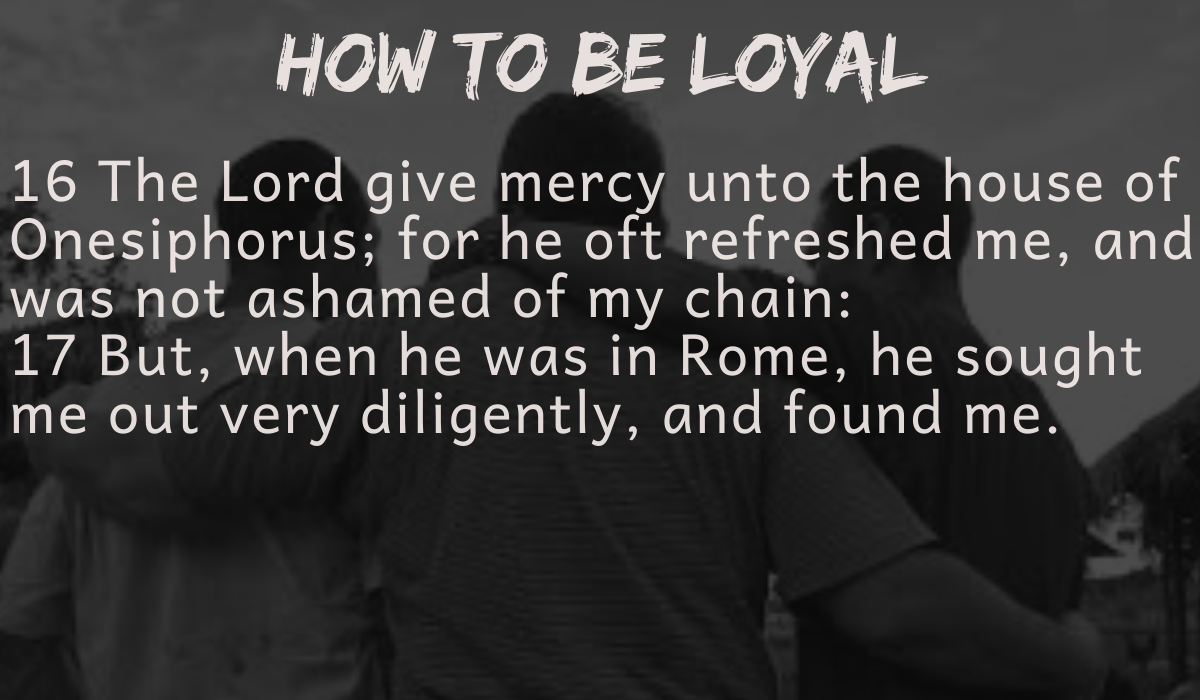 HOW TO BE LOYAL
16 The Lord give mercy unto the house of
Onesiphorus; for he oft refreshed me, and
was not ashamed of my chain:
17 But, when he was in Rome, he sought
me out very diligently, and found me.